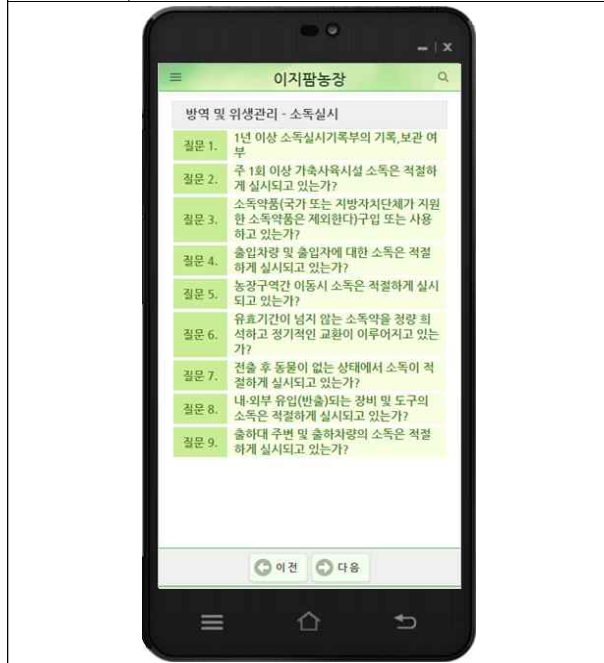 이지팜농장
방역 및 위생관리 - 소독실시
질문 1. 1년 이상 소독실시기록부의 기록,보관 여
부
질문 2. 주 1회 이상 가축사육시설 소독은 적절하
게 실시되고 있는가?
질문 3. 소독약품(국가 또는 지방자치단체가 지원
한 소독약품은 제외한다)구입 또는 사용
하고 있는가?
질문 4. 출입차량 및 출입자에 대한 소독은 적절
하게 실시되고 있는가?
질문 5. 농장구역간 이동시 소독은 적절하게 실시
되고 있는가?
질문 6. 유효기간이 넘지 않는 소독약을 정량 희
석하고 정기적인 교환이 이루어지고 있는
가?
질문 7. 전출 후 동물이 없는 상태에서 소독이 적
절하게 실시되고 있는가?
질문 8. 내·외부 유입(반출)되는 장비 및 도구의
소독은 적절하게 실시되고 있는가?
질문 9. 출하대 주변 및 출하차량의 소독은 적절
하게 실시되고 있는가?
이전 다음